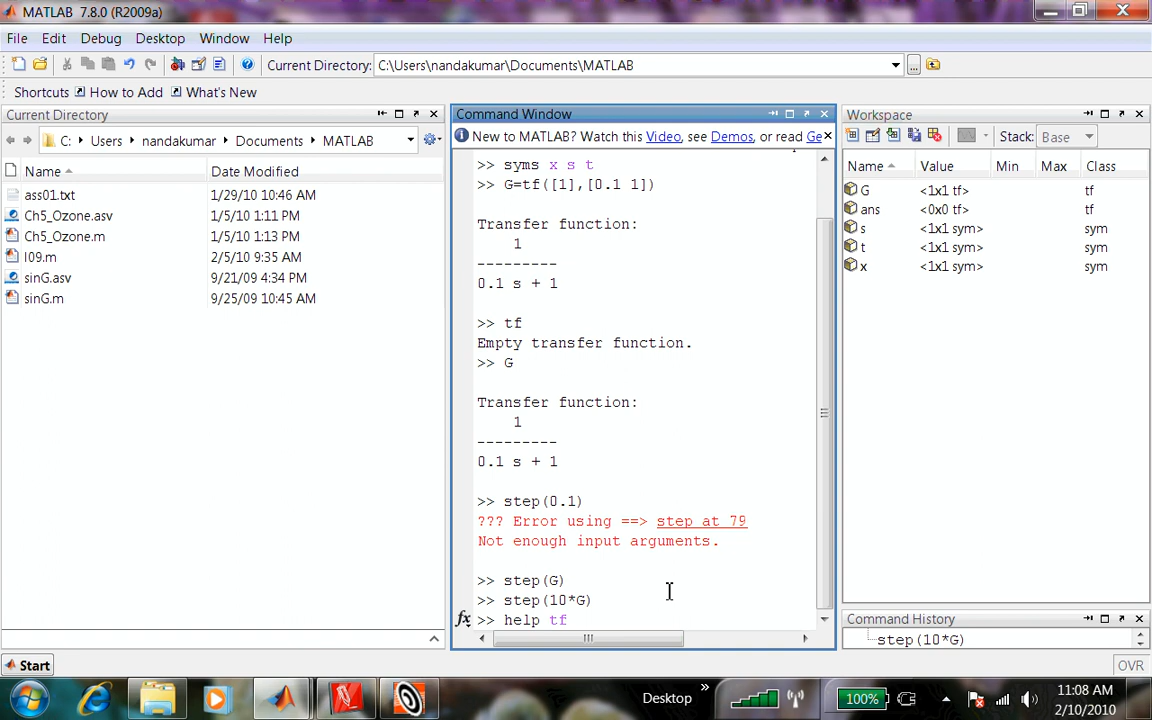 MATLAB 7.8.0 (R2009a)
File Edit Debug Desktop Window Help
Current Directory: C:\Users\nandakumar\Documents\MATLAB
Shortcuts How to Add What's New
Current Directory
C: Users nandakumar Documents MATLAB
Name Date Modified
ass01.txt 1/29/10 10:46 AM
Ch5_Ozone.asv 1/5/10 1:11 PM
Ch5_Ozone.m 1/5/10 1:13 PM
I09.m 2/5/10 9:35 AM
sinG.asv 9/21/09 4:34 PM
sinG.m 9/25/09 10:45 AM
Command Window
New to MATLAB? Watch this Video, see Demos, or read Ge
>> syms x s t
>> G=tf([1],[0.1 1])
Transfer function:
1
---------
0.1 s + 1
>> tf
Empty transfer function.
>> G
Transfer function:
1
---------
0.1 s + 1
>> step(0.1)
??? Error using ==> step at 79
Not enough input arguments.
>> step(G)
>> step(10*G)
fx >> help tf
Workspace
Stack: Base
Name Value Min Max Class
G <1x1 tf> tf
ans <0x0 tf> tf
s <1x1 sym> sym
t <1x1 sym> sym
x <1x1 sym> sym
Command History
step(10*G)
Start
OVR
Desktop
100%
11:08 AM
2/10/2010